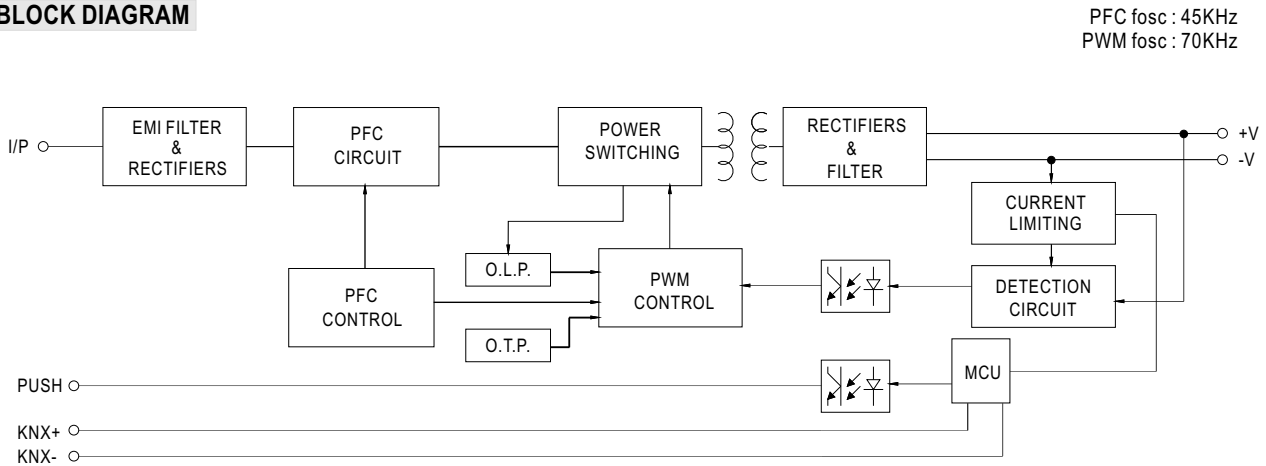 BLOCK DIAGRAM
PFC fosc : 45KHz
PWM fosc : 70KHz
I/P
EMI FILTER
&
RECTIFIERS
PFC
CIRCUIT
POWER
SWITCHING
RECTIFIERS
&
FILTER
+V
-V
CURRENT
LIMITING
O.L.P.
PWM
CONTROL
DETECTION
CIRCUIT
PFC
CONTROL
O.T.P.
MCU
PUSH
KNX+
KNX-